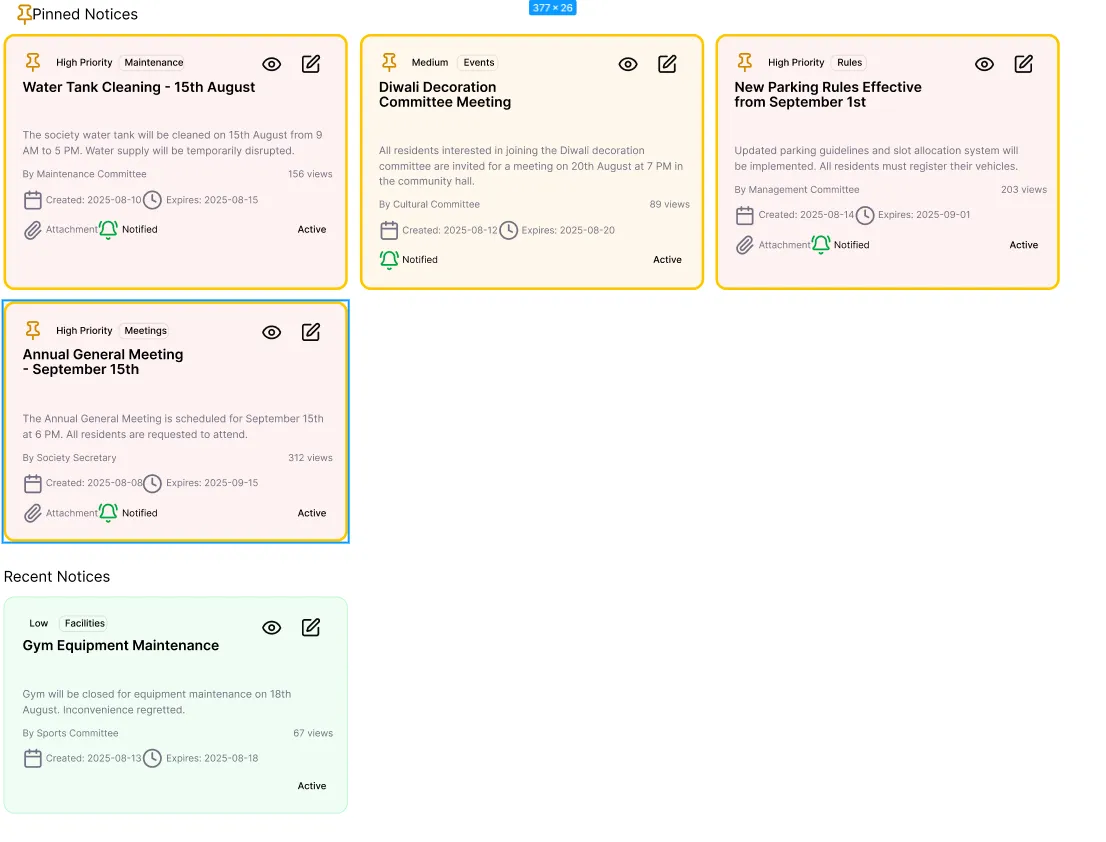 377 × 26
Pinned Notices
High Priority Maintenance
Water Tank Cleaning - 15th August
The society water tank will be cleaned on 15th August from 9
AM to 5 PM. Water supply will be temporarily disrupted.
By Maintenance Committee 156 views
Created: 2025-08-10 Expires: 2025-08-15
Attachment Notified Active
Medium Events
Diwali Decoration
Committee Meeting
All residents interested in joining the Diwali decoration
committee are invited for a meeting on 20th August at 7 PM in
the community hall.
By Cultural Committee 89 views
Created: 2025-08-12 Expires: 2025-08-20
Notified Active
High Priority Rules
New Parking Rules Effective
from September 1st
Updated parking guidelines and slot allocation system will
be implemented. All residents must register their vehicles.
By Management Committee 203 views
Created: 2025-08-14 Expires: 2025-09-01
Attachment Notified Active
High Priority Meetings
Annual General Meeting
- September 15th
The Annual General Meeting is scheduled for September 15th
at 6 PM. All residents are requested to attend.
By Society Secretary 312 views
Created: 2025-08-08 Expires: 2025-09-15
Attachment Notified Active
Recent Notices
Low Facilities
Gym Equipment Maintenance
Gym will be closed for equipment maintenance on 18th
August. Inconvenience regretted.
By Sports Committee 67 views
Created: 2025-08-13 Expires: 2025-08-18
Active